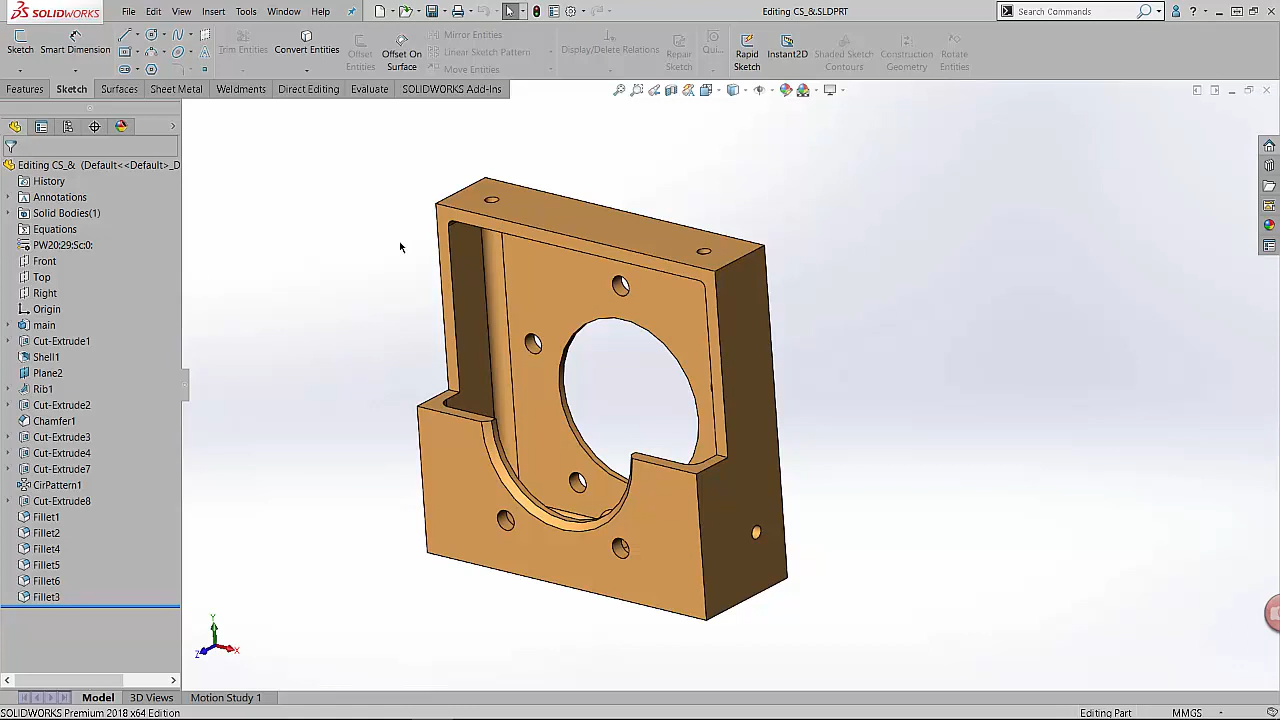 SOLIDWORKS File Edit View Insert Tools Window Help Editing CS_&.SLDPRT Search Commands
Sketch Smart Dimension Trim Entities Convert Entities Offset Entities Offset On Surface Mirror Entities Linear Sketch Pattern Move Entities Display/Delete Relations Repair Sketch Qui... Rapid Sketch Instant2D Shaded Sketch Contours Construction Geometry Rotate Entities
Features Sketch Surfaces Sheet Metal Weldments Direct Editing Evaluate SOLIDWORKS Add-Ins
Editing CS_& (Default<<Default>_D
History
Annotations
Solid Bodies(1)
Equations
PW20:29:Sc:0:
Front
Top
Right
Origin
main
Cut-Extrude1
Shell1
Plane2
Rib1
Cut-Extrude2
Chamfer1
Cut-Extrude3
Cut-Extrude4
Cut-Extrude7
CirPattern1
Cut-Extrude8
Fillet1
Fillet2
Fillet4
Fillet5
Fillet6
Fillet3
Y
Z X
Model 3D Views Motion Study 1
SOLIDWORKS Premium 2018 x64 Edition Editing Part MMGS